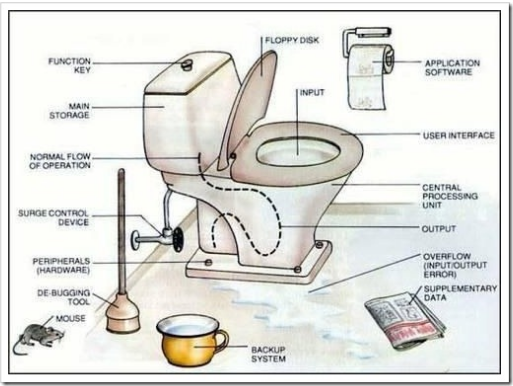 FLOPPY DISK
FUNCTION
KEY
APPLICATION
SOFTWARE
INPUT
MAIN
STORAGE
USER INTERFACE
NORMAL FLOW
OF OPERATION
CENTRAL
PROCESSING
UNIT
SURGE CONTROL
DEVICE
OUTPUT
PERIPHERALS
(HARDWARE)
OVERFLOW
(INPUT/OUTPUT
ERROR)
DE-BUGGING
TOOL
SUPPLEMENTARY
DATA
MOUSE
BACKUP
SYSTEM